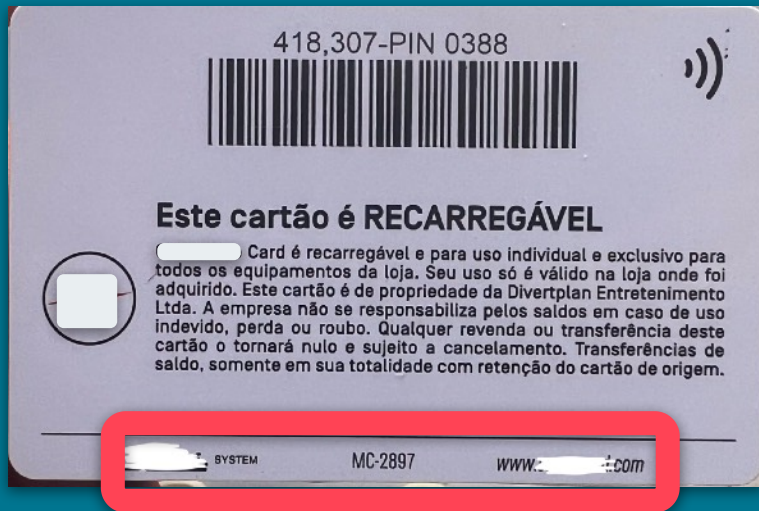 418,307-PIN 0388
Este cartão é RECARREGÁVEL
Card é recarregável e para uso individual e exclusivo para
todos os equipamentos da loja. Seu uso só é válido na loja onde foi
adquirido. Este cartão é de propriedade da Divertplan Entretenimento
Ltda. A empresa não se responsabiliza pelos saldos em caso de uso
indevido, perda ou roubo. Qualquer revenda ou transferência deste
cartão o tornará nulo e sujeito a cancelamento. Transferências de
saldo, somente em sua totalidade com retenção do cartão de origem.
SYSTEM MC-2897 www. .com